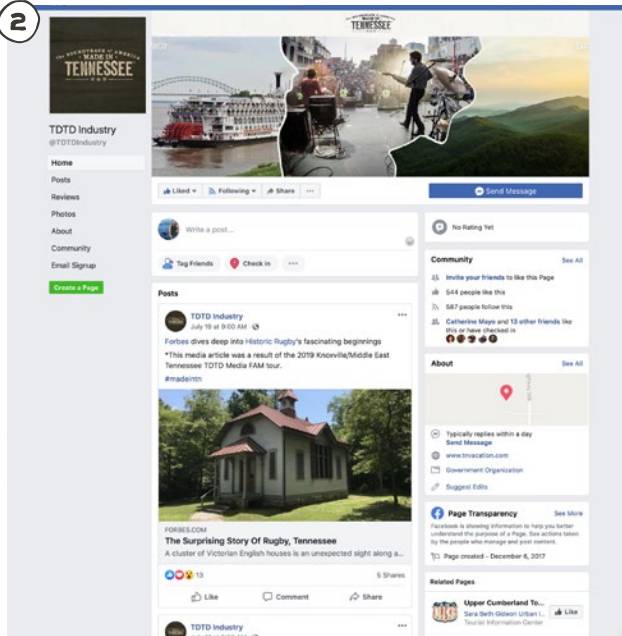 2
THE SOUNDTRACK OF AMERICA
MADE IN
TENNESSEE
TENNESSEE
TDTD Industry
@TDTDIndustry
Home
Posts
Reviews
Photos
About
Community
Email Signup
Create a Page
Liked
Following
Share
Send Message
Write a post...
Tag Friends
Check in
Posts
TDTD Industry
July 19 at 9:00 AM
Forbes dives deep into Historic Rugby's fascinating beginnings
*This media article was a result of the 2019 Knoxville/Middle East
Tennessee TDTD Media FAM tour.
#madeintn
FORBES.COM
The Surprising Story Of Rugby, Tennessee
A cluster of Victorian English houses is an unexpected sight along a...
13
5 Shares
Like
Comment
Share
TDTD Industry
No Rating Yet
Community
See All
Invite your friends to like this Page
544 people like this
587 people follow this
Catherine Mayo and 13 other friends like
this or have checked in
About
See All
Typically replies within a day
Send Message
www.tnvacation.com
Government Organization
Suggest Edits
Page Transparency
See More
Facebook is showing information to help you better
understand the purpose of a Page. See actions taken
by the people who manage and post content.
Page created - December 6, 2017
Related Pages
Upper Cumberland To...
Sara Beth Gideon Urban l...
Tourist Information Center
Like